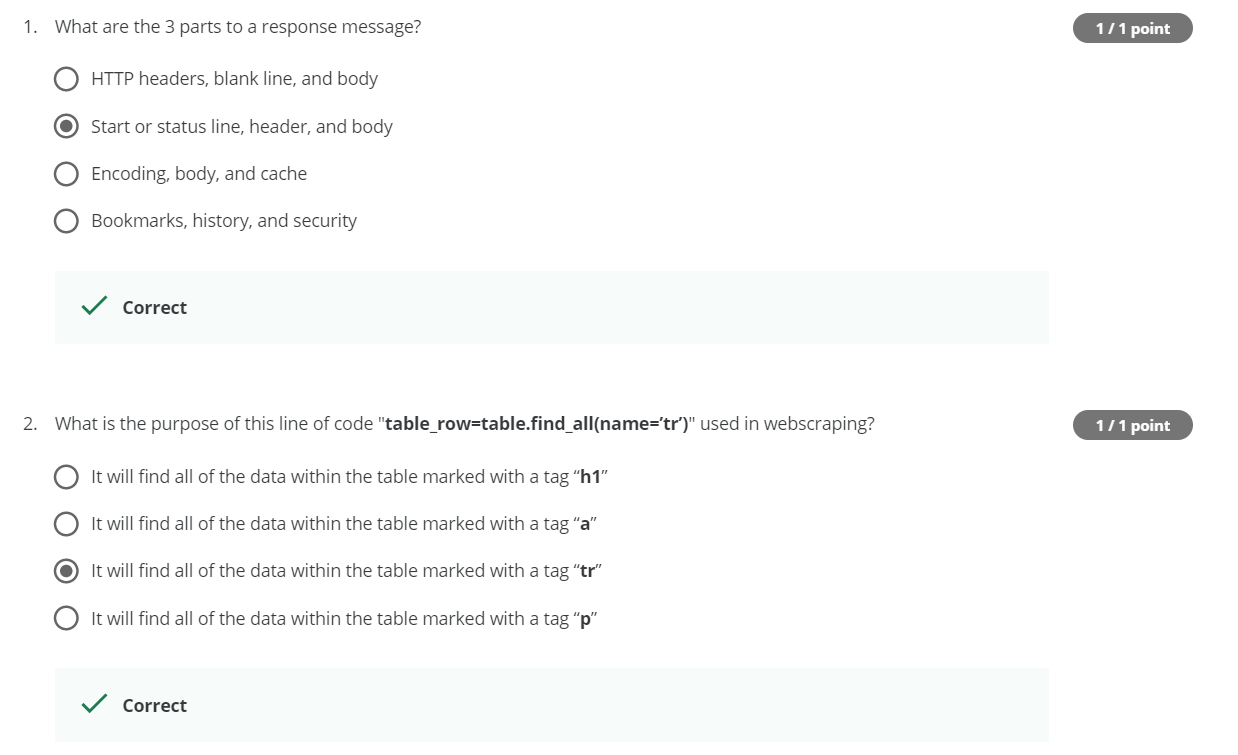 1. What are the 3 parts to a response message?
1 / 1 point
HTTP headers, blank line, and body
Start or status line, header, and body
Encoding, body, and cache
Bookmarks, history, and security
Correct
2. What is the purpose of this line of code "table_row=table.find_all(name=’tr’)" used in webscraping?
1 / 1 point
It will find all of the data within the table marked with a tag “h1”
It will find all of the data within the table marked with a tag “a”
It will find all of the data within the table marked with a tag “tr”
It will find all of the data within the table marked with a tag “p”
Correct